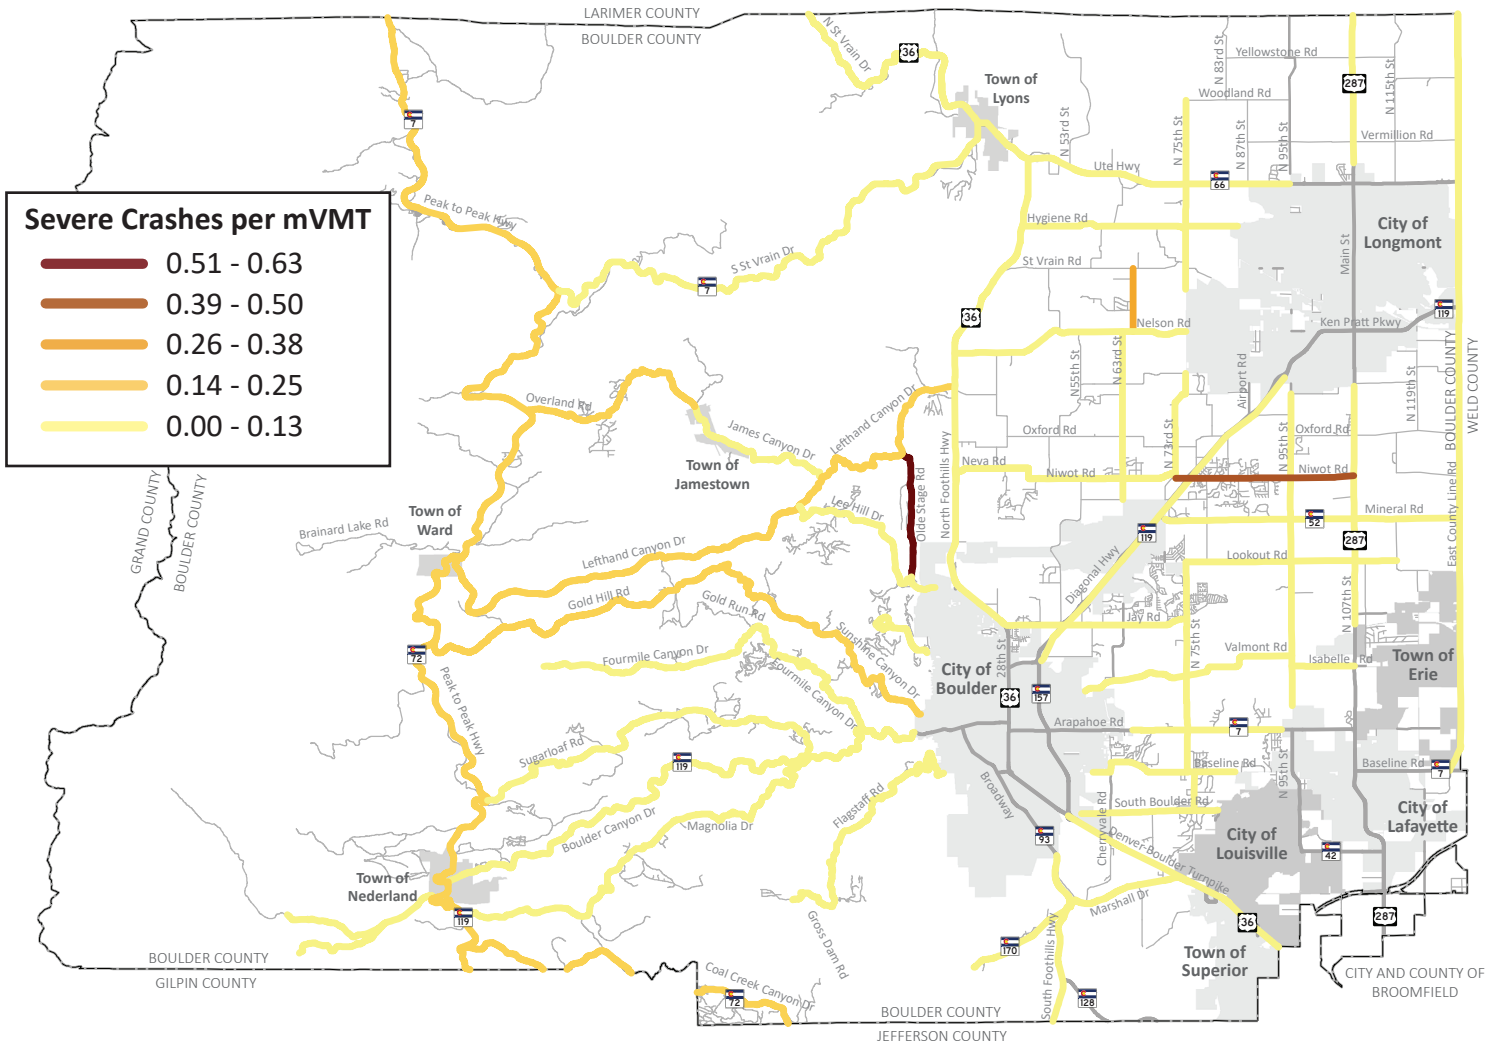 LARIMER COUNTY
BOULDER COUNTY
N St Vrain Dr
36
Town of
Lyons
N 53rd St
N 83rd St
Yellowstone Rd
287
N 115th St
Woodland Rd
N 75th St
N 87th St
N 95th St
Vermillion Rd
7
Ute Hwy
66
Severe Crashes per mVMT
0.51 - 0.63
0.39 - 0.50
0.26 - 0.38
0.14 - 0.25
0.00 - 0.13
Peak to Peak Hwy
S St Vrain Dr
7
Hygiene Rd
City of
Longmont
St Vrain Rd
Main St
36
Nelson Rd
Ken Pratt Pkwy
119
N55th St
N 63rd St
Airport Rd
N 119th St
BOULDER COUNTY
WELD COUNTY
Overland Rd
James Canyon Dr
Lefthand Canyon Dr
North Foothills Hwy
Oxford Rd
N 73rd St
N 95th St
Oxford Rd
Town of
Jamestown
Olde Stage Rd
Neva Rd
Niwot Rd
Niwot Rd
GRAND COUNTY
BOULDER COUNTY
Town of
Ward
Brainard Lake Rd
Lee Hill Dr
119
52
Mineral Rd
East County Line Rd
287
Lefthand Canyon Dr
Diagonal Hwy
Lookout Rd
Gold Hill Rd
Gold Run Rd
Jay Rd
N 107th St
72
Sunshine Canyon Dr
28th St
N 75th St
Valmont Rd
Isabelle Rd
Town of
Erie
Fourmile Canyon Dr
Fourmile Canyon Dr
City of
Boulder
36
157
Peak to Peak Hwy
Arapahoe Rd
7
Sugarloaf Rd
119
Baseline Rd
N 95th St
Baseline Rd
7
Flagstaff Rd
Broadway
South Boulder Rd
City of
Lafayette
Boulder Canyon Dr
Magnolia Dr
93
Cherryvale Rd
Denver-Boulder Turnpike
City of
Louisville
42
Town of
Nederland
119
Marshall Dr
36
287
Gross Dam Rd
170
South Foothills Hwy
Town of
Superior
BOULDER COUNTY
GILPIN COUNTY
Coal Creek Canyon Dr
72
128
CITY AND COUNTY OF
BROOMFIELD
BOULDER COUNTY
JEFFERSON COUNTY